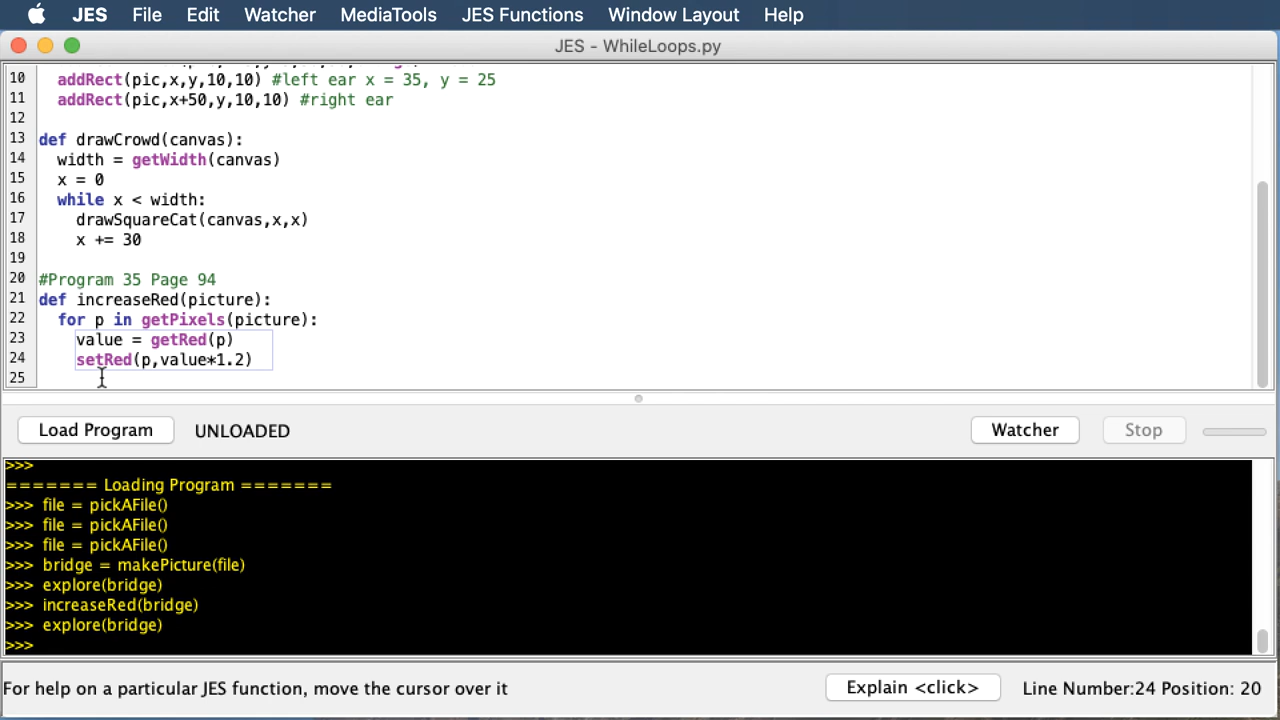 JES File Edit Watcher MediaTools JES Functions Window Layout Help
JES - WhileLoops.py
10 addRect(pic,x,y,10,10) #left ear x = 35, y = 25
11 addRect(pic,x+50,y,10,10) #right ear
12
13 def drawCrowd(canvas):
14 width = getWidth(canvas)
15 x = 0
16 while x < width:
17 drawSquareCat(canvas,x,x)
18 x += 30
19
20 #Program 35 Page 94
21 def increaseRed(picture):
22 for p in getPixels(picture):
23 value = getRed(p)
24 setRed(p,value*1.2)
25
Load Program UNLOADED Watcher Stop
>>>
======= Loading Program =======
>>> file = pickAFile()
>>> file = pickAFile()
>>> file = pickAFile()
>>> bridge = makePicture(file)
>>> explore(bridge)
>>> increaseRed(bridge)
>>> explore(bridge)
>>>
For help on a particular JES function, move the cursor over it Explain <click> Line Number:24 Position: 20